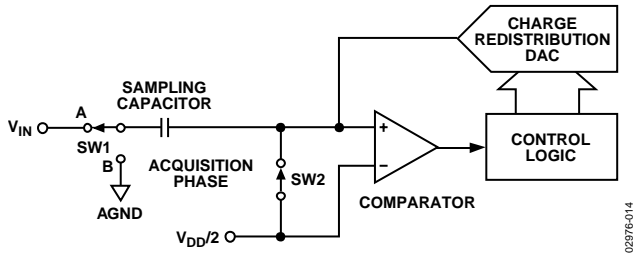 CHARGE
REDISTRIBUTION
DAC
SAMPLING
CAPACITOR
A
V_IN
SW1
B
AGND
ACQUISITION
PHASE
SW2
+
–
COMPARATOR
CONTROL
LOGIC
V_DD/2
02976-014